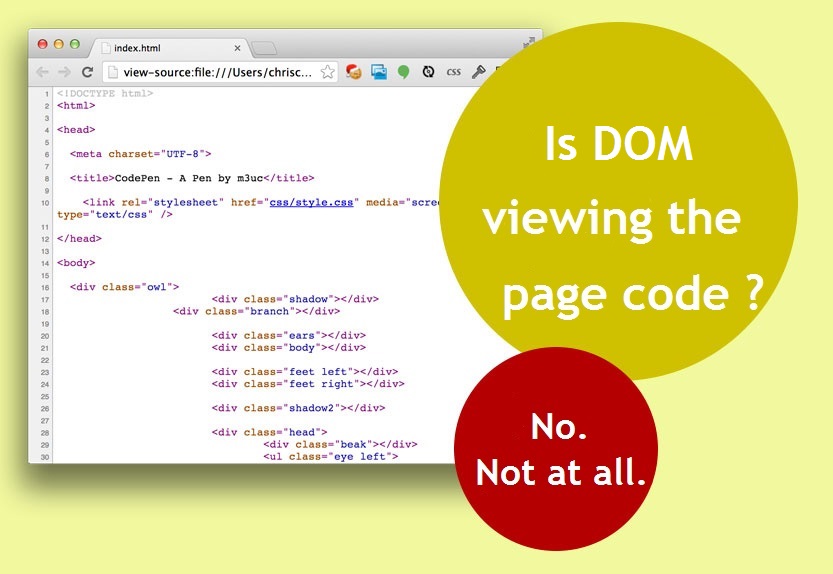 index.html
view-source:file:///Users/chrisc...
CSS
1 <!DOCTYPE html>
2 <html>
3
4 <head>
5
6 <meta charset="UTF-8">
7
8 <title>CodePen - A Pen by m3uc</title>
9
10 <link rel="stylesheet" href="css/style.css" media="scree
type="text/css" />
11
12 </head>
13
14 <body>
15
16 <div class="owl">
17 <div class="shadow"></div>
18 <div class="branch"></div>
19
20 <div class="ears"></div>
21 <div class="body"></div>
22
23 <div class="feet left"></div>
24 <div class="feet right"></div>
25
26 <div class="shadow2"></div>
27
28 <div class="head">
29 <div class="beak"></div>
30 <ul class="eye left">
Is DOM
viewing the
page code ?
No.
Not at all.